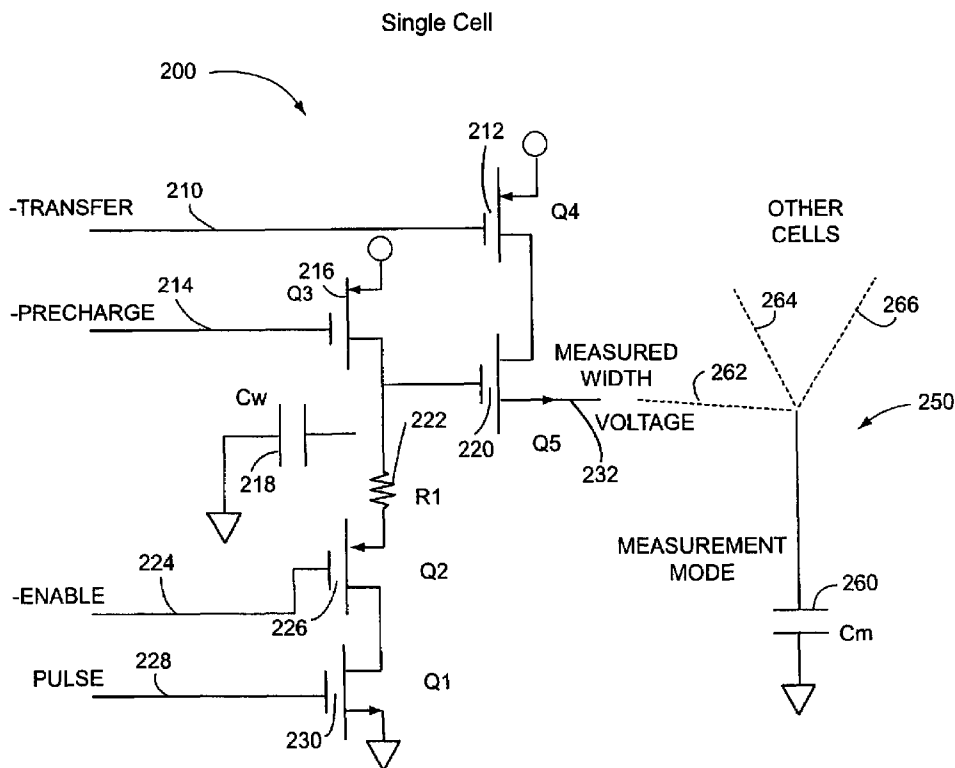 Single Cell
200
212
210
-TRANSFER
Q4
OTHER
CELLS
216
Q3
214
-PRECHARGE
264
266
MEASURED
WIDTH
262
VOLTAGE
250
Cw
222
220
Q5
232
218
R1
MEASUREMENT
MODE
224
Q2
-ENABLE
226
260
Cm
PULSE
228
Q1
230